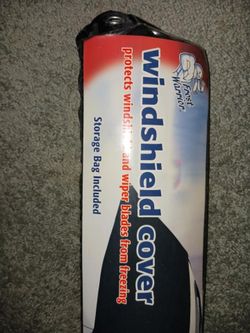 Frost
Warrior
windshield cover
protects windshield and wiper blades from freezing
Storage Bag Included